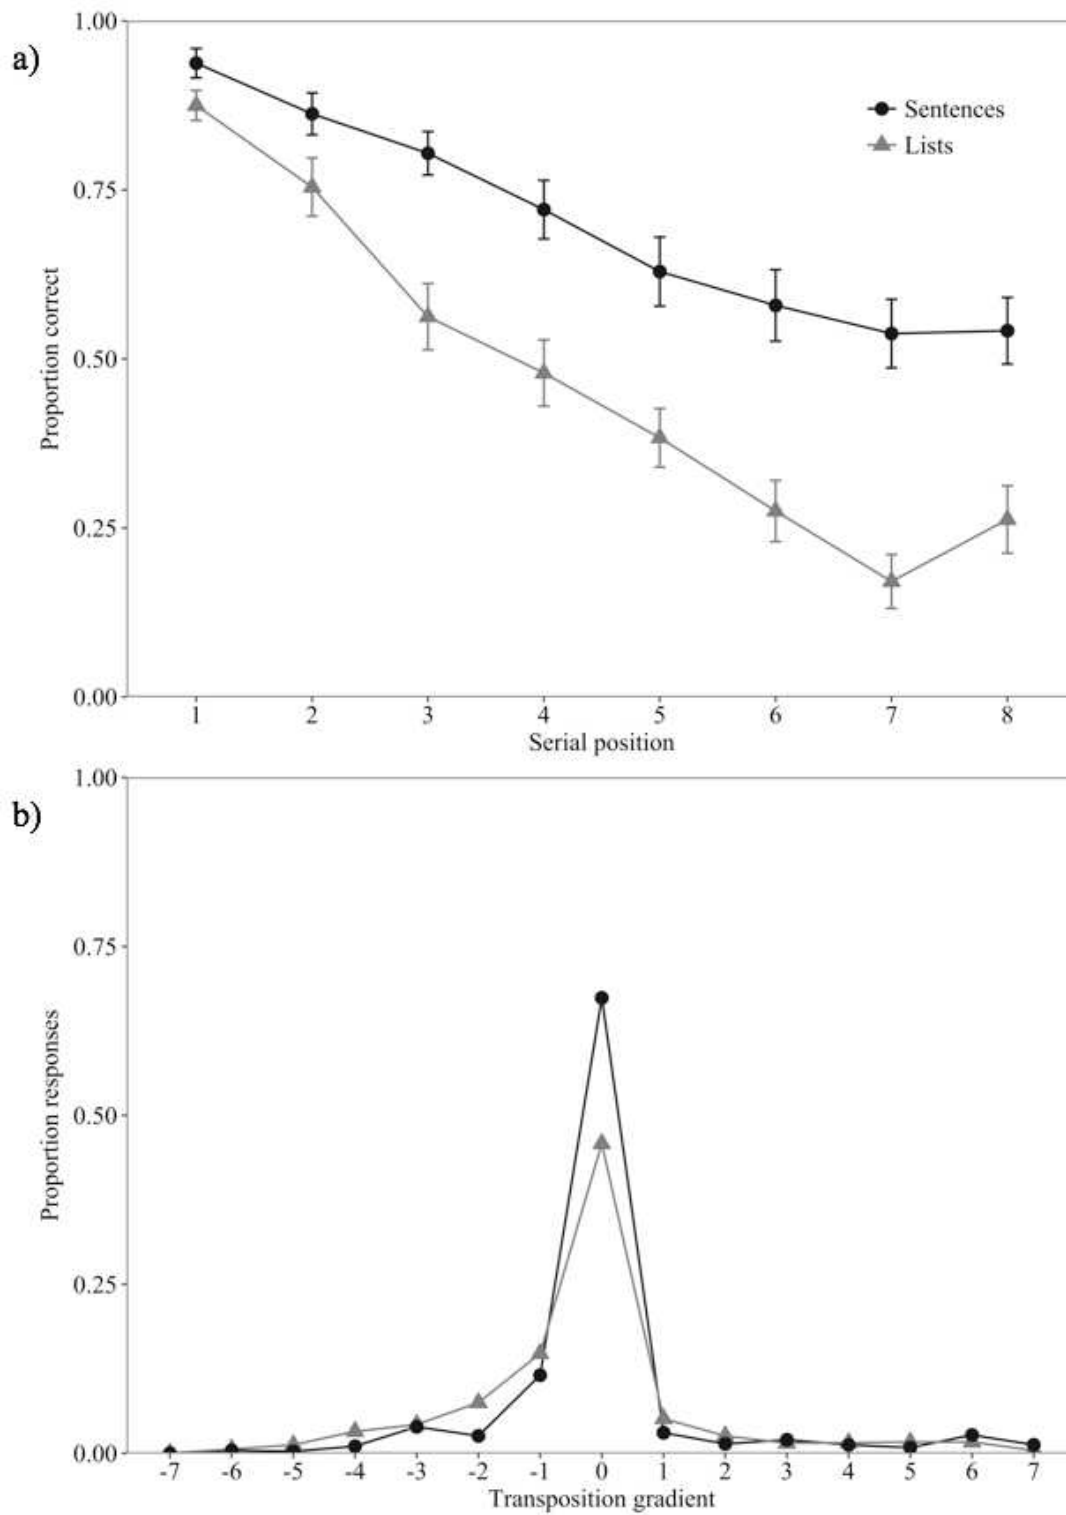 a)
1.00
0.75
0.50
0.25
0.00
Proportion correct
Sentences
Lists
1 2 3 4 5 6 7 8
Serial position
b)
1.00
0.75
0.50
0.25
0.00
Proportion responses
-7 -6 -5 -4 -3 -2 -1 0 1 2 3 4 5 6 7
Transposition gradient